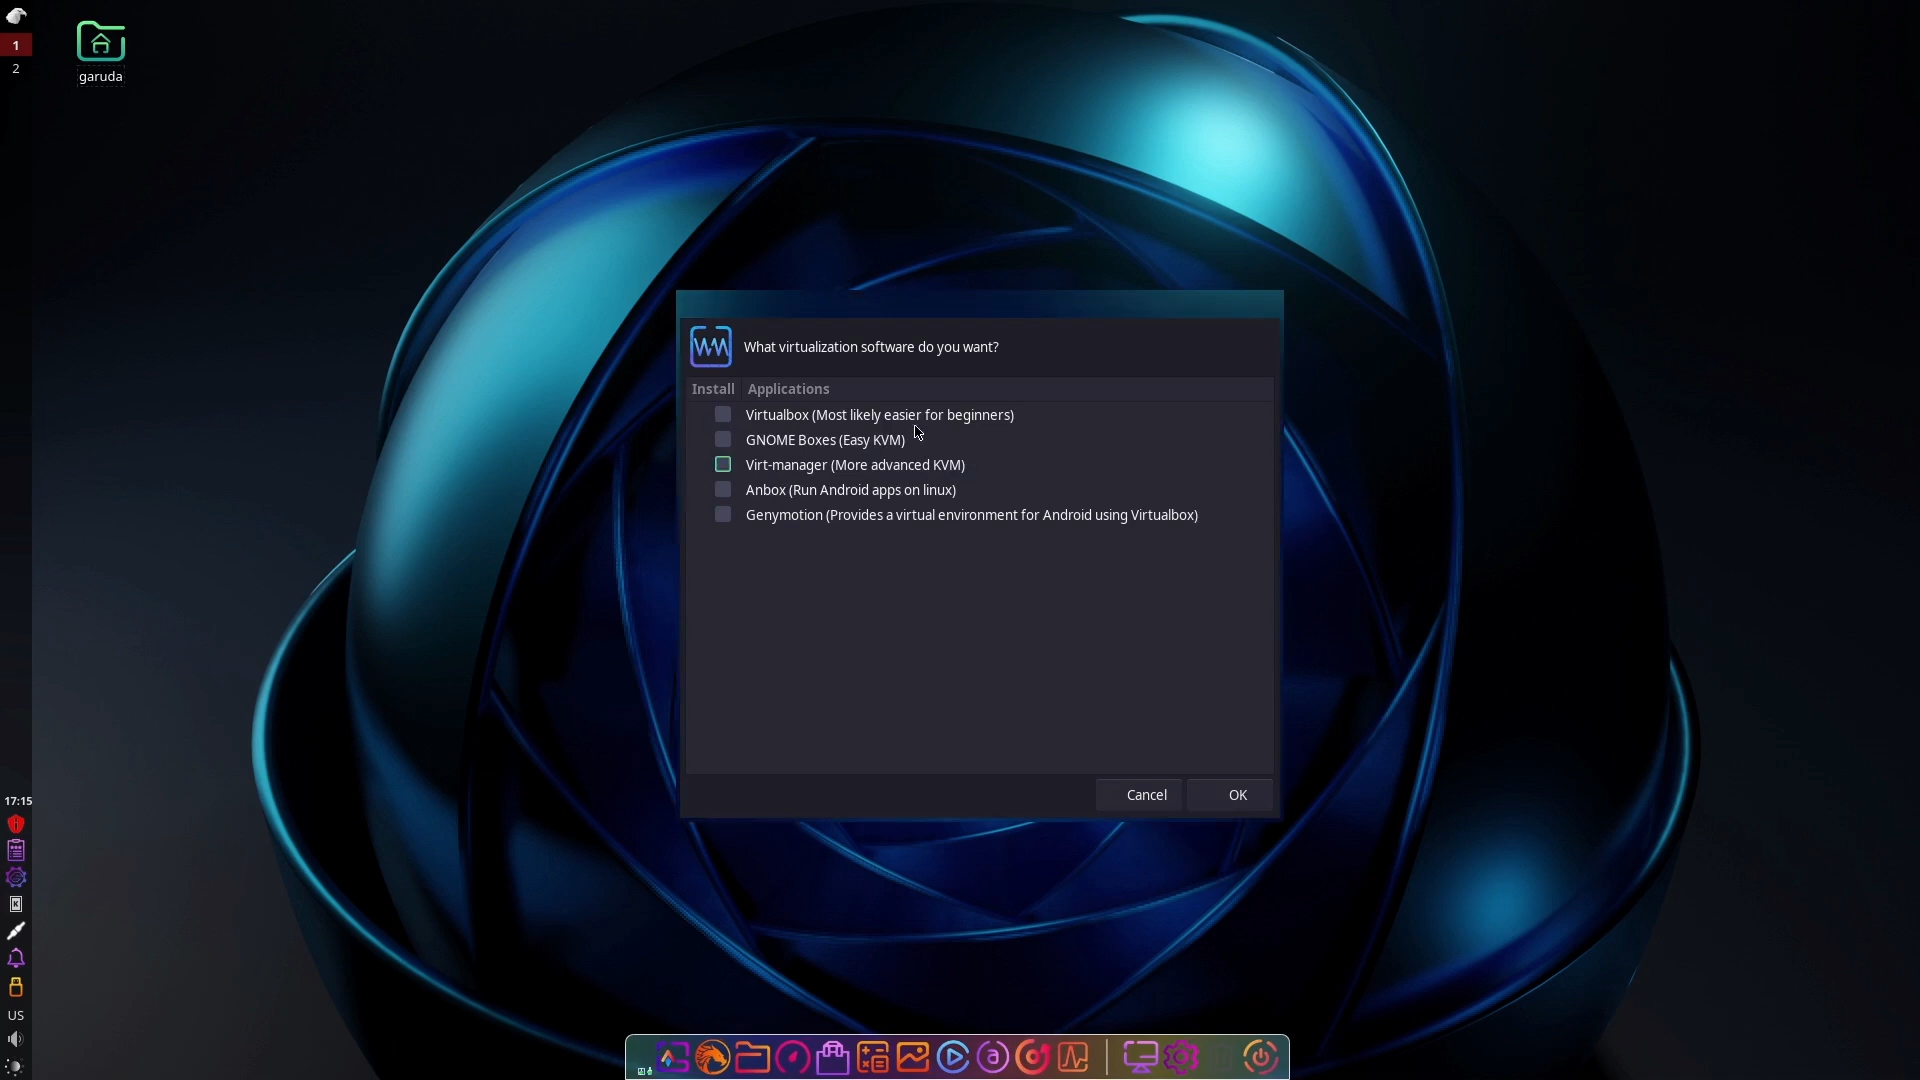 1
2
garuda
What virtualization software do you want?
Install Applications
Virtualbox (Most likely easier for beginners)
GNOME Boxes (Easy KVM)
Virt-manager (More advanced KVM)
Anbox (Run Android apps on linux)
Genymotion (Provides a virtual environment for Android using Virtualbox)
Cancel OK
17:15
US